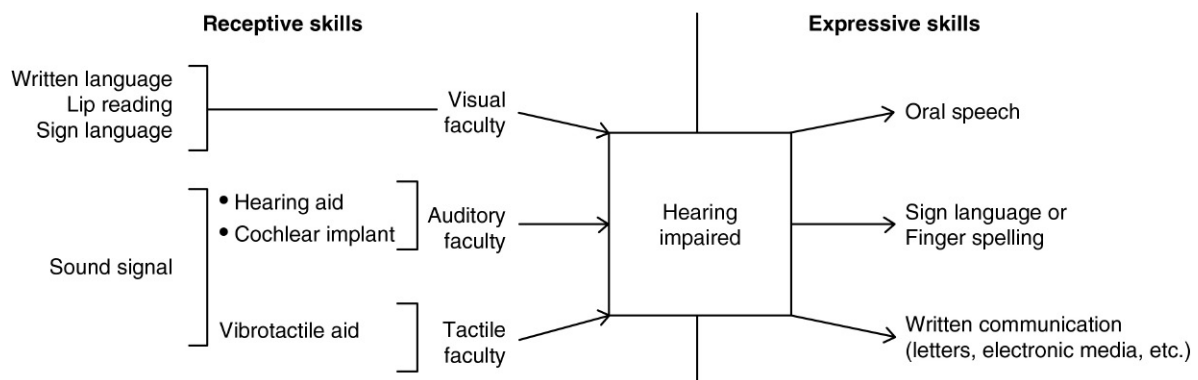 Receptive skills
Expressive skills
Written language
Lip reading
Sign language
Visual
faculty
Oral speech
• Hearing aid
• Cochlear implant
Auditory
faculty
Hearing
impaired
Sign language or
Finger spelling
Sound signal
Vibrotactile aid
Tactile
faculty
Written communication
(letters, electronic media, etc.)